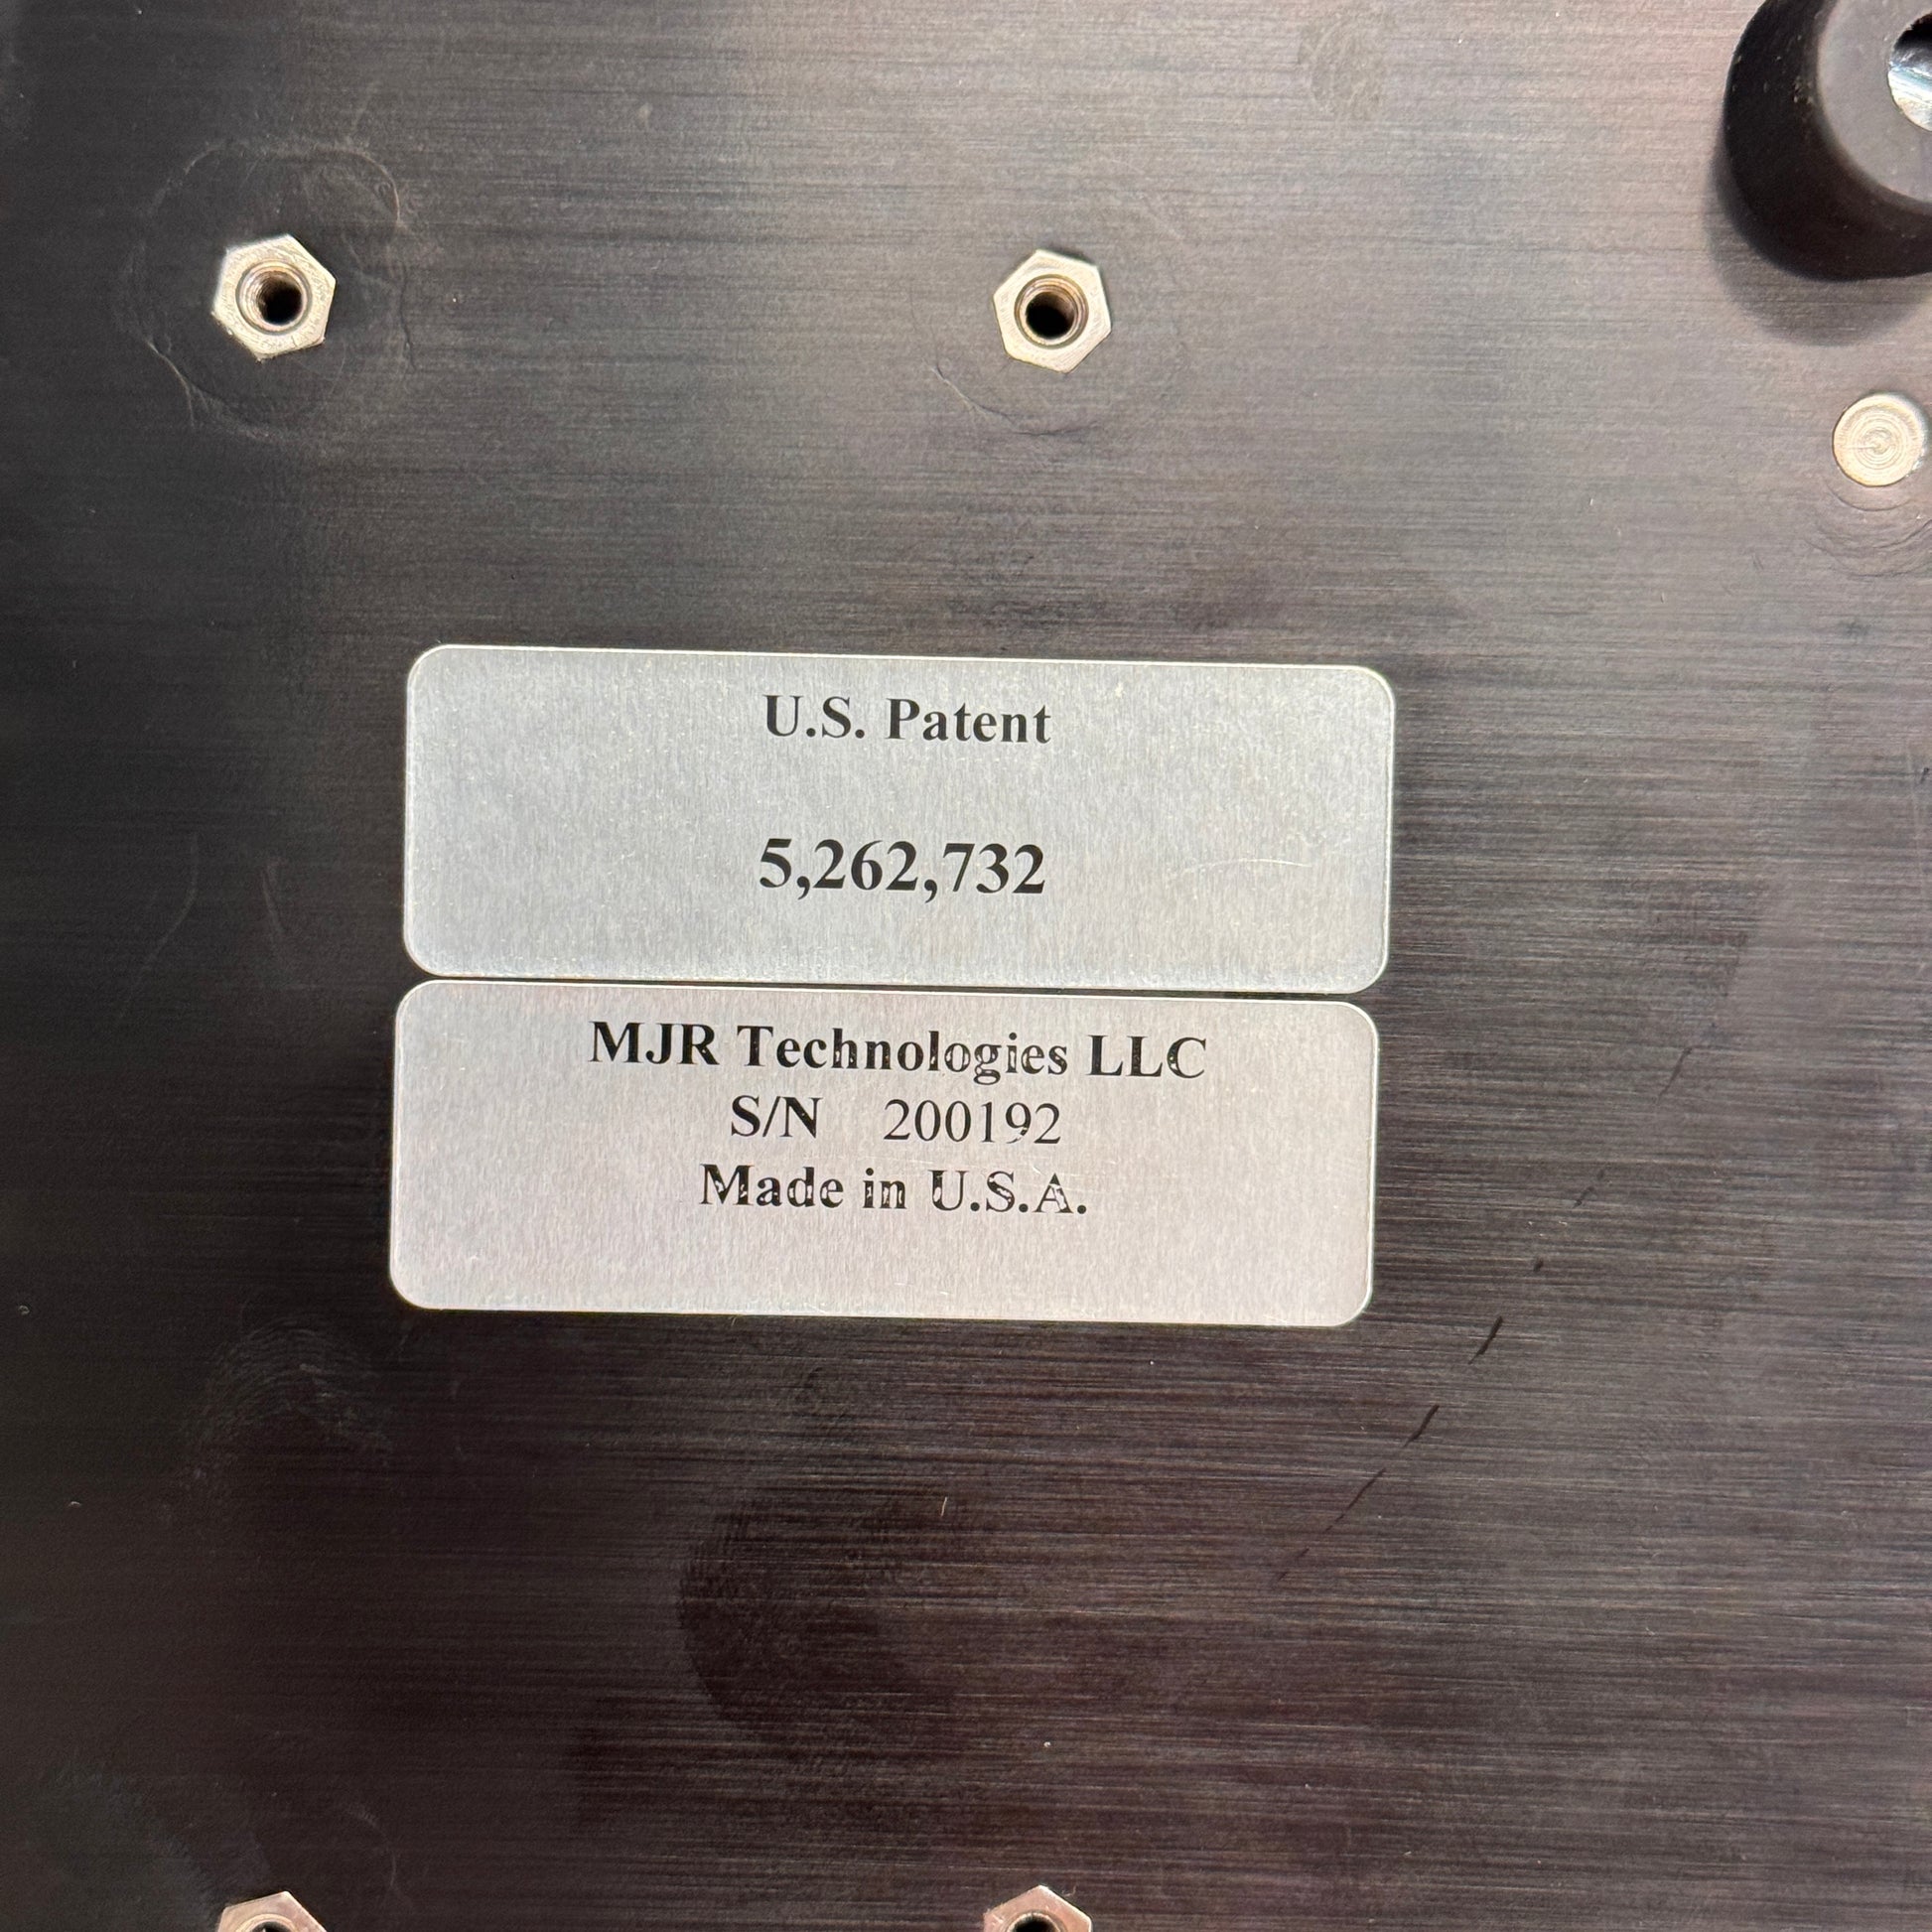 U.S. Patent
5,262,732
MJR Technologies LLC
S/N 200192
Made in U.S.A.